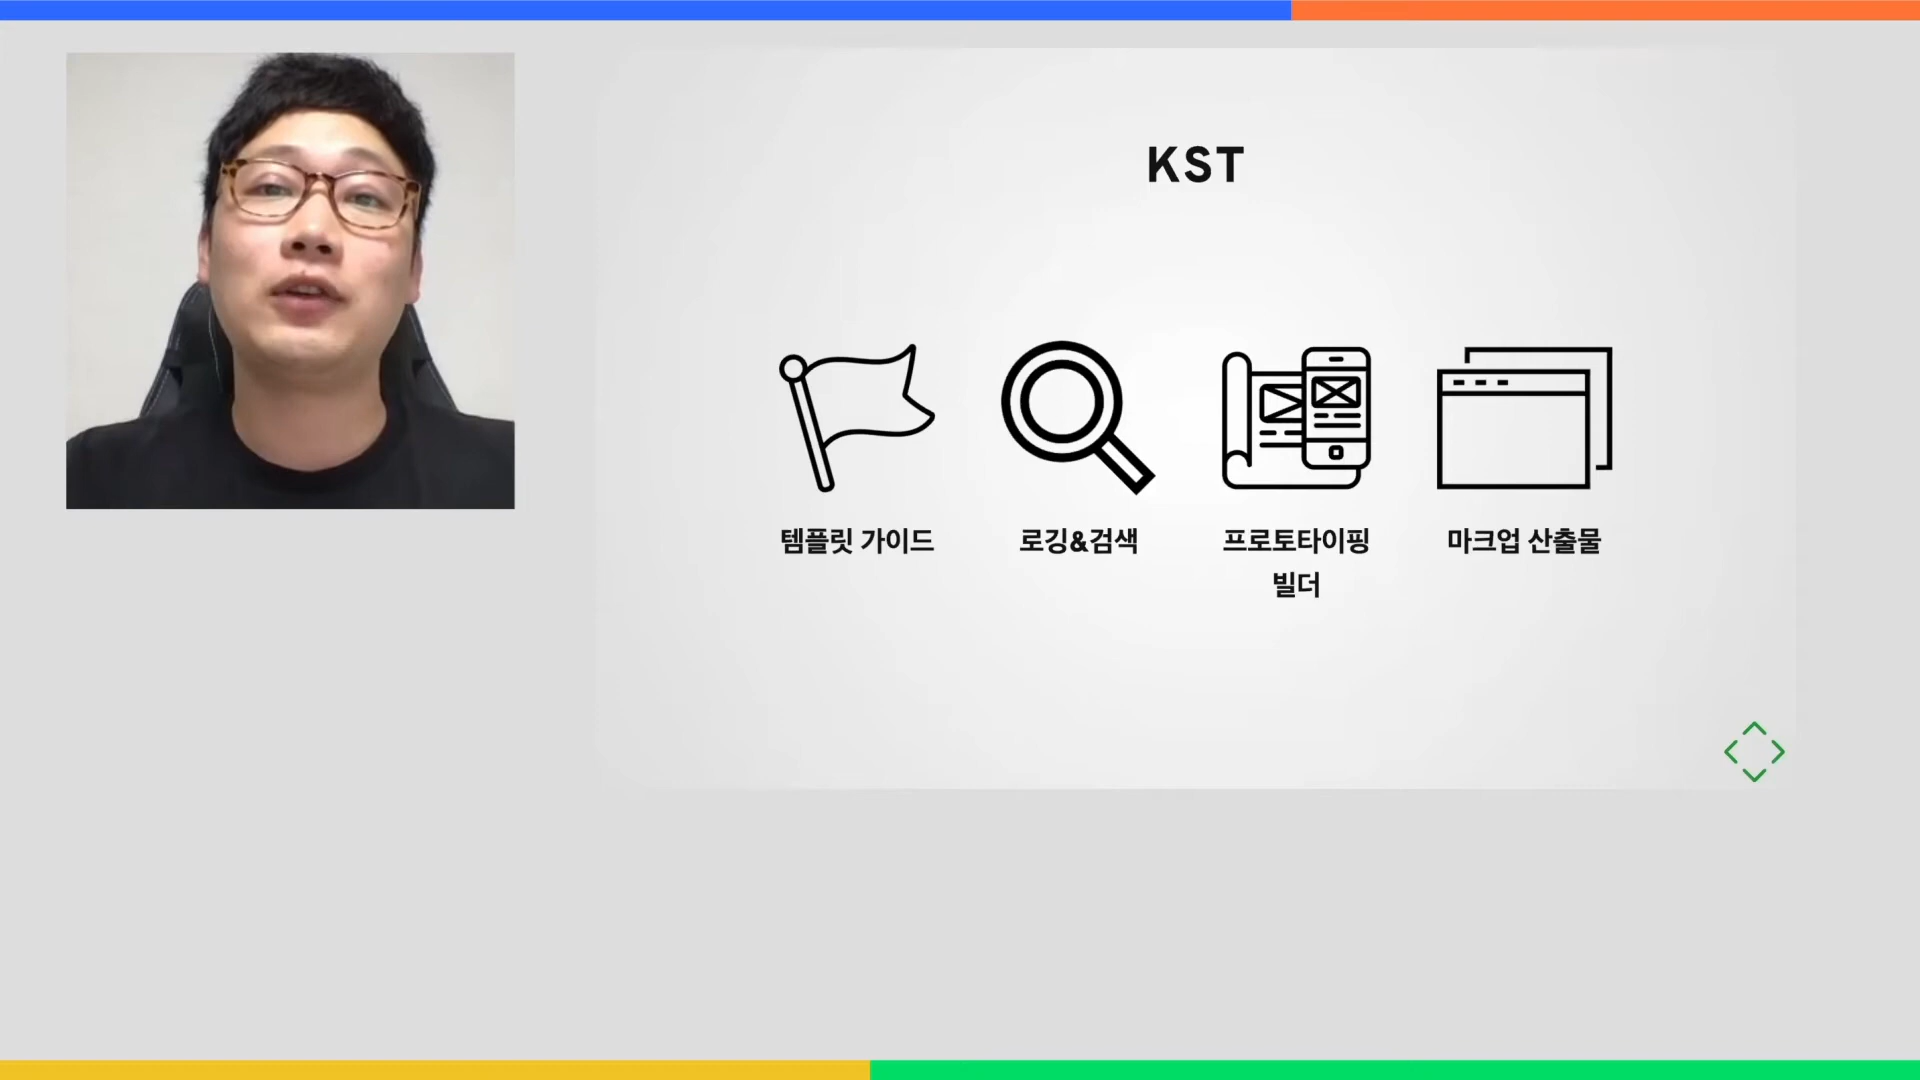 KST
템플릿 가이드
로깅&검색
프로토타이핑
빌더
마크업 산출물